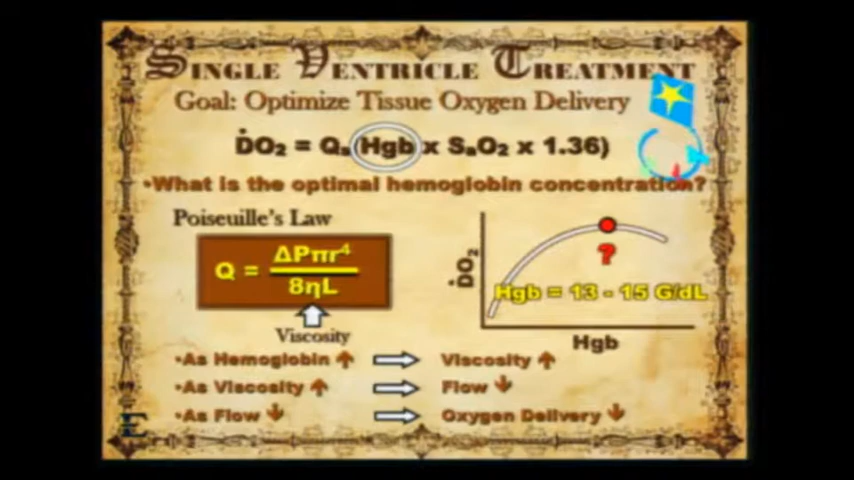 SINGLE VENTRICLE TREATMENT
Goal: Optimize Tissue Oxygen Delivery
ḊO₂ = Qₛ(Hgb x SₐO₂ x 1.36)
•What is the optimal hemoglobin concentration?
Poiseuille's Law
Q = ΔPπr⁴
8ηL
Viscosity
ḊO₂
?
Hgb = 13 - 15 G/dL
Hgb
•As Hemoglobin ↑ ⇒ Viscosity ↑
•As Viscosity ↑ ⇒ Flow ↓
•As Flow ↓ ⇒ Oxygen Delivery ↓